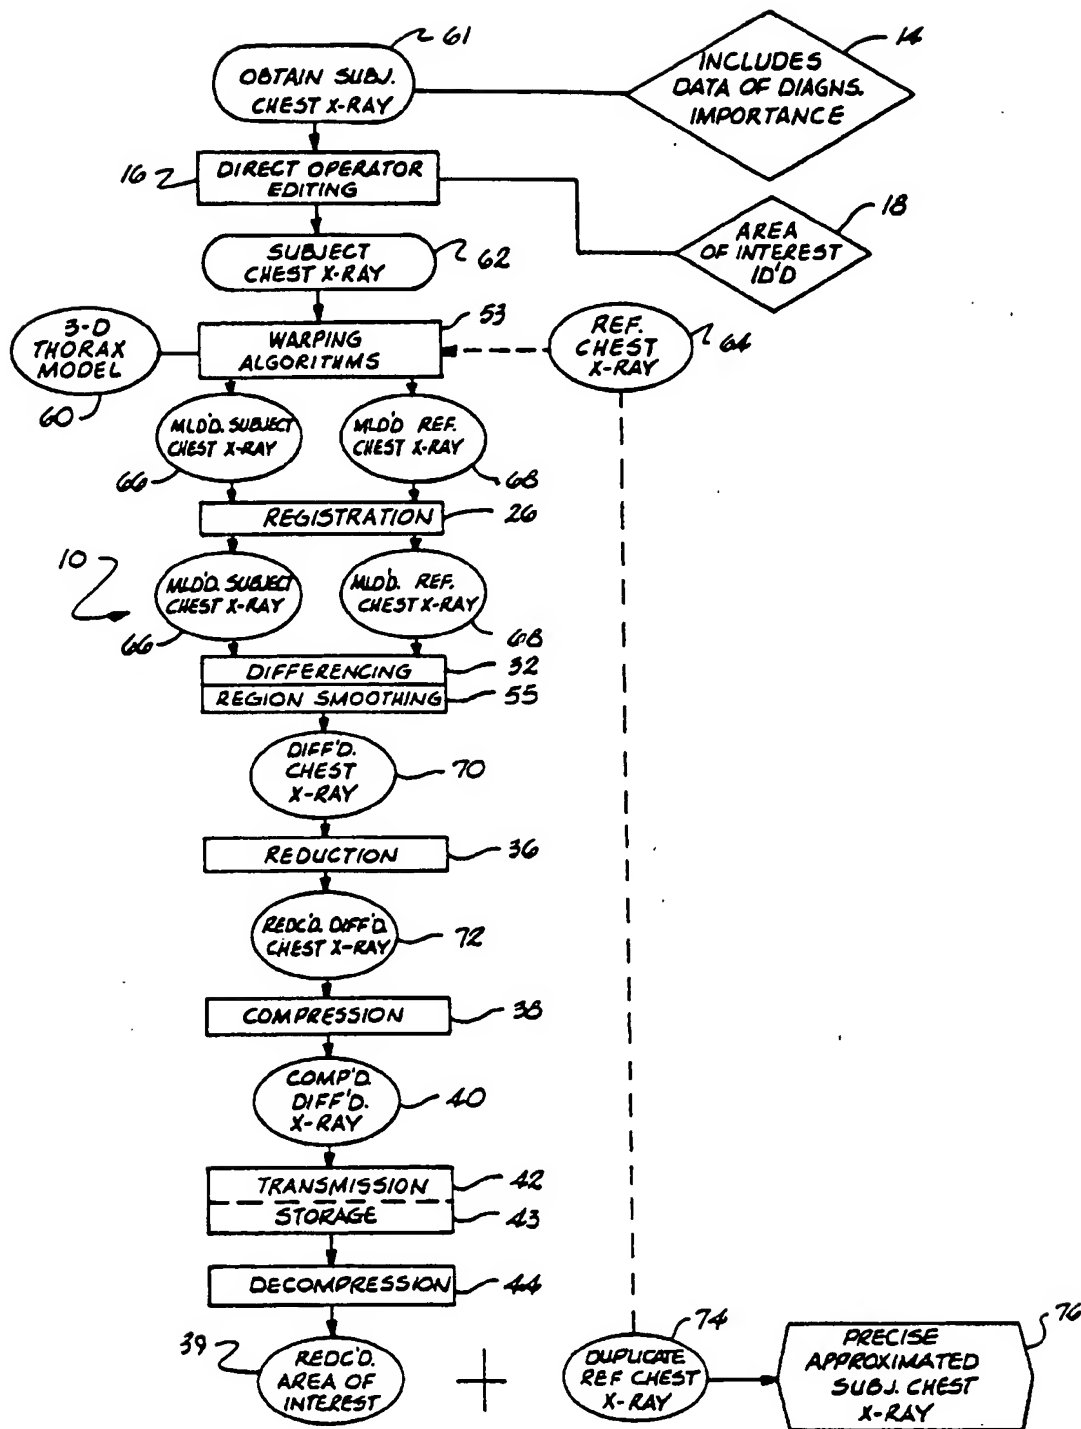 61
OBTAIN SUBJ.
CHEST X-RAY
14
INCLUDES
DATA OF DIAGNS.
IMPORTANCE
16
DIRECT OPERATOR
EDITING
18
AREA
OF INTEREST
ID'D
SUBJECT
CHEST X-RAY
62
53
3-D
THORAX
MODEL
60
WARPING
ALGORITHMS
REF.
CHEST
X-RAY
64
MLD'D. SUBJECT
CHEST X-RAY
66
MLD'D REF.
CHEST X-RAY
68
REGISTRATION
26
10
MLD'D. SUBJECT
CHEST X-RAY
66
MLD'D. REF.
CHEST X-RAY
68
DIFFERENCING
32
REGION SMOOTHING
55
DIFF'D.
CHEST
X-RAY
70
REDUCTION
36
REDC'D. DIFF'D.
CHEST X-RAY
72
COMPRESSION
38
COMP'D.
DIFF'D.
X-RAY
40
TRANSMISSION
42
STORAGE
43
DECOMPRESSION
44
39
REDC'D.
AREA OF
INTEREST
+
74
DUPLICATE
REF CHEST
X-RAY
76
PRECISE
APPROXIMATED
SUBJ. CHEST
X-RAY